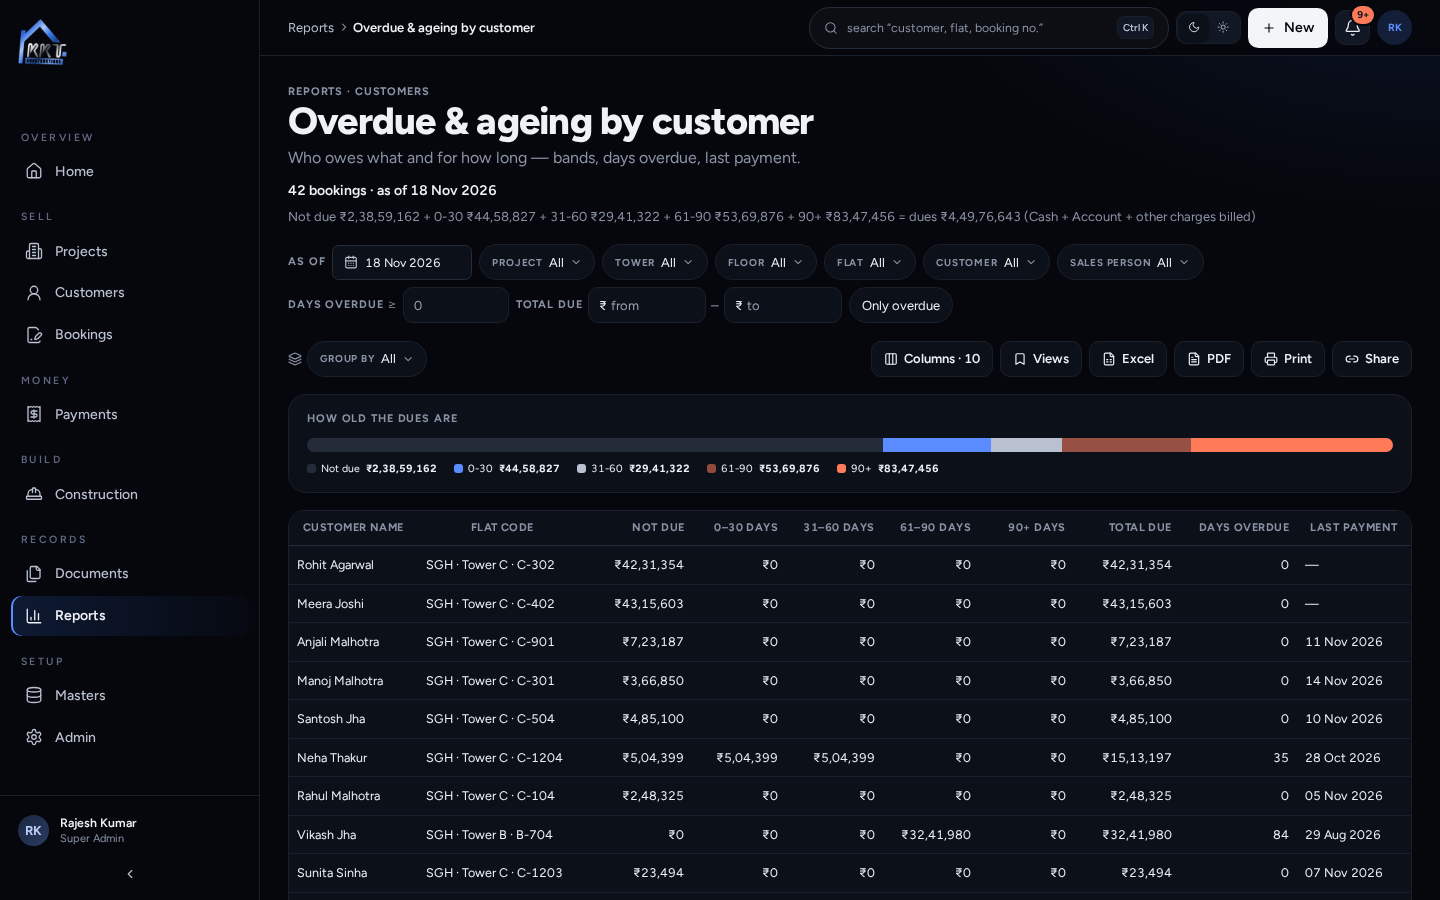 Reports > Overdue & ageing by customer
search “customer, flat, booking no.”
Ctrl K
New
9+
RK
OVERVIEW
Home
SELL
Projects
Customers
Bookings
MONEY
Payments
BUILD
Construction
RECORDS
Documents
Reports
SETUP
Masters
Admin
RK
Rajesh Kumar
Super Admin
REPORTS · CUSTOMERS
Overdue & ageing by customer
Who owes what and for how long — bands, days overdue, last payment.
42 bookings · as of 18 Nov 2026
Not due ₹2,38,59,162 + 0-30 ₹44,58,827 + 31-60 ₹29,41,322 + 61-90 ₹53,69,876 + 90+ ₹83,47,456 = dues ₹4,49,76,643 (Cash + Account + other charges billed)
AS OF 18 Nov 2026 PROJECT All TOWER All FLOOR All FLAT All CUSTOMER All SALES PERSON All
DAYS OVERDUE ≥ 0 TOTAL DUE ₹ from – ₹ to Only overdue
GROUP BY All Columns · 10 Views Excel PDF Print Share
HOW OLD THE DUES ARE
Not due ₹2,38,59,162 0-30 ₹44,58,827 31-60 ₹29,41,322 61-90 ₹53,69,876 90+ ₹83,47,456
CUSTOMER NAME FLAT CODE NOT DUE 0–30 DAYS 31–60 DAYS 61–90 DAYS 90+ DAYS TOTAL DUE DAYS OVERDUE LAST PAYMENT
Rohit Agarwal SGH · Tower C · C-302 ₹42,31,354 ₹0 ₹0 ₹0 ₹0 ₹42,31,354 0 —
Meera Joshi SGH · Tower C · C-402 ₹43,15,603 ₹0 ₹0 ₹0 ₹0 ₹43,15,603 0 —
Anjali Malhotra SGH · Tower C · C-901 ₹7,23,187 ₹0 ₹0 ₹0 ₹0 ₹7,23,187 0 11 Nov 2026
Manoj Malhotra SGH · Tower C · C-301 ₹3,66,850 ₹0 ₹0 ₹0 ₹0 ₹3,66,850 0 14 Nov 2026
Santosh Jha SGH · Tower C · C-504 ₹4,85,100 ₹0 ₹0 ₹0 ₹0 ₹4,85,100 0 10 Nov 2026
Neha Thakur SGH · Tower C · C-1204 ₹5,04,399 ₹5,04,399 ₹5,04,399 ₹0 ₹0 ₹15,13,197 35 28 Oct 2026
Rahul Malhotra SGH · Tower C · C-104 ₹2,48,325 ₹0 ₹0 ₹0 ₹0 ₹2,48,325 0 05 Nov 2026
Vikash Jha SGH · Tower B · B-704 ₹0 ₹0 ₹0 ₹32,41,980 ₹0 ₹32,41,980 84 29 Aug 2026
Sunita Sinha SGH · Tower C · C-1203 ₹23,494 ₹0 ₹0 ₹0 ₹0 ₹23,494 0 07 Nov 2026